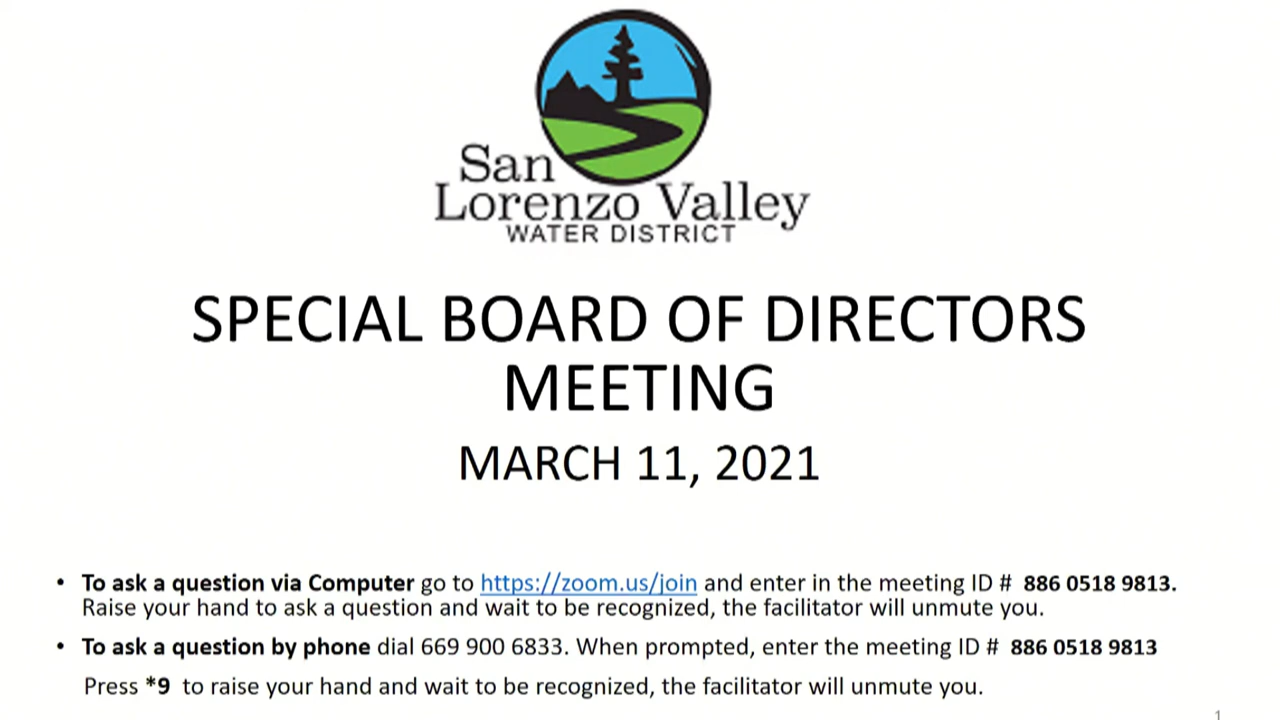 San
Lorenzo Valley
WATER DISTRICT
SPECIAL BOARD OF DIRECTORS
MEETING
MARCH 11, 2021
• To ask a question via Computer go to https://zoom.us/join and enter in the meeting ID # 886 0518 9813.
Raise your hand to ask a question and wait to be recognized, the facilitator will unmute you.
• To ask a question by phone dial 669 900 6833. When prompted, enter the meeting ID # 886 0518 9813
Press *9 to raise your hand and wait to be recognized, the facilitator will unmute you.
1